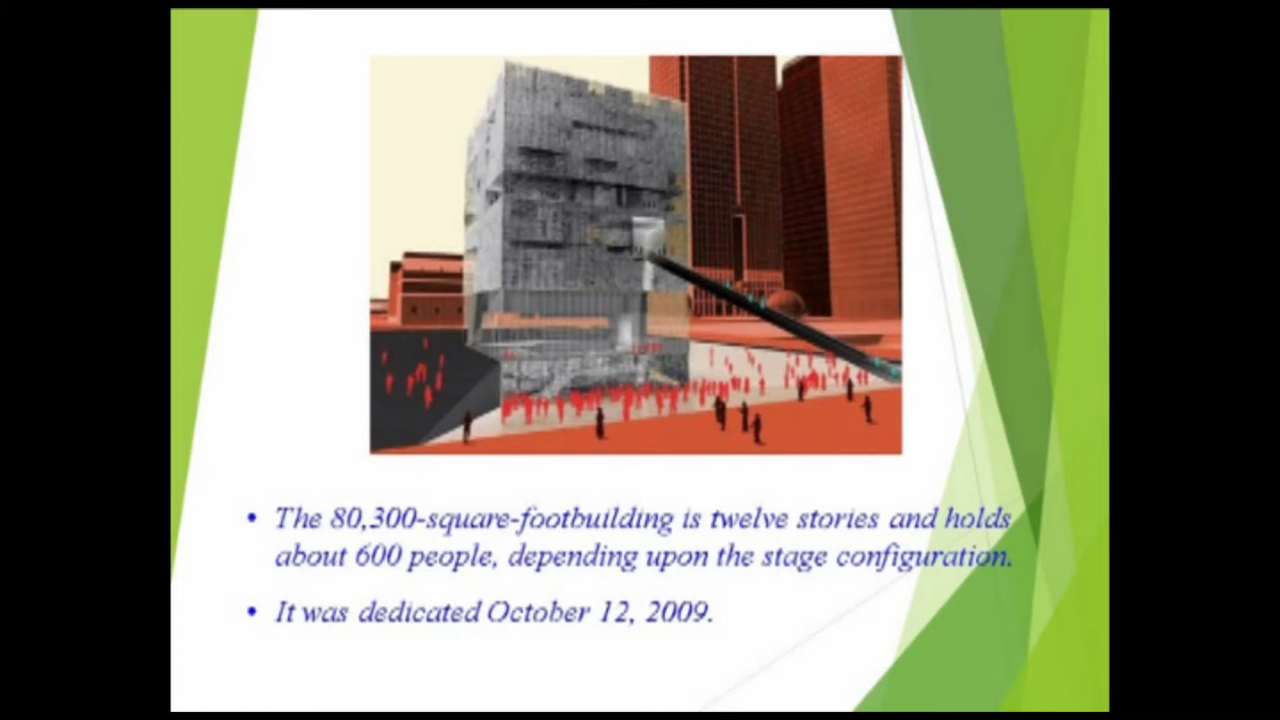 • The 80,300-square-footbuilding is twelve stories and holds
about 600 people, depending upon the stage configuration.
• It was dedicated October 12, 2009.